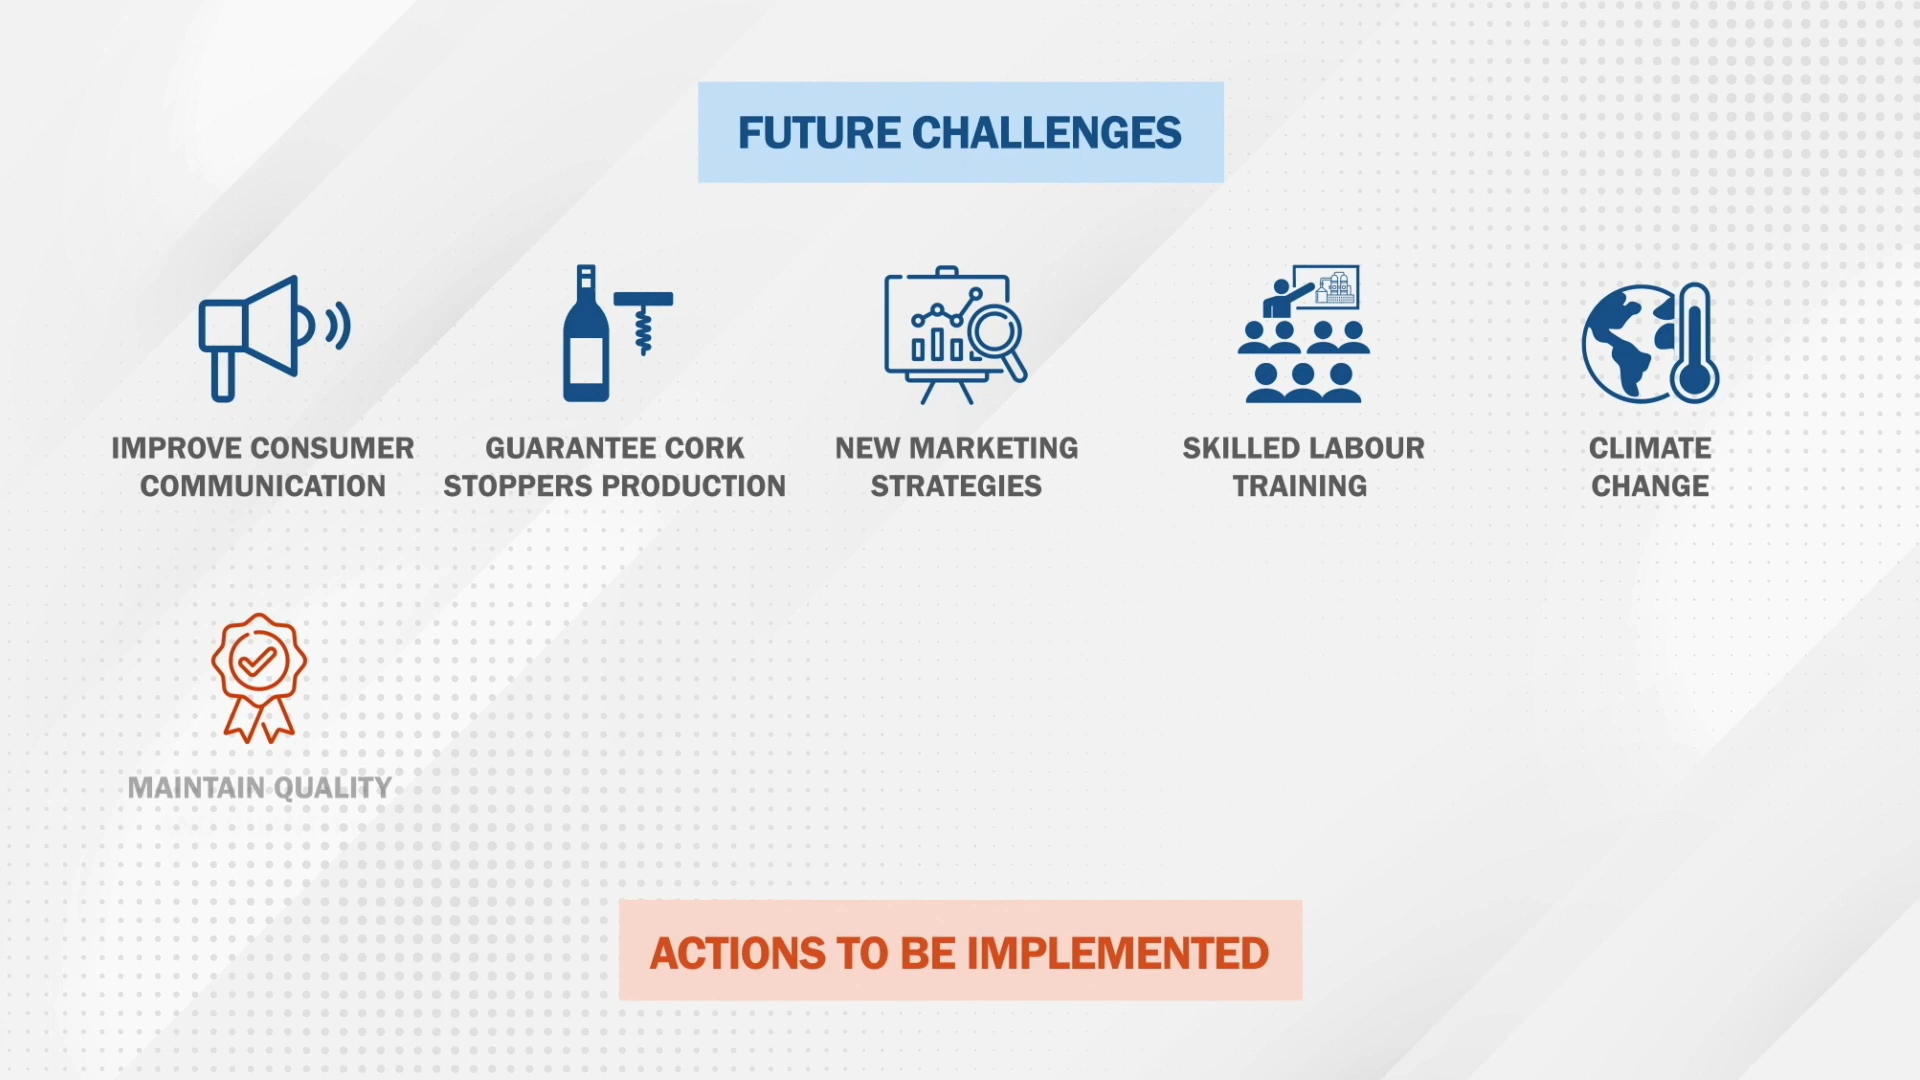 FUTURE CHALLENGES
IMPROVE CONSUMER
COMMUNICATION
GUARANTEE CORK
STOPPERS PRODUCTION
NEW MARKETING
STRATEGIES
SKILLED LABOUR
TRAINING
CLIMATE
CHANGE
MAINTAIN QUALITY
ACTIONS TO BE IMPLEMENTED